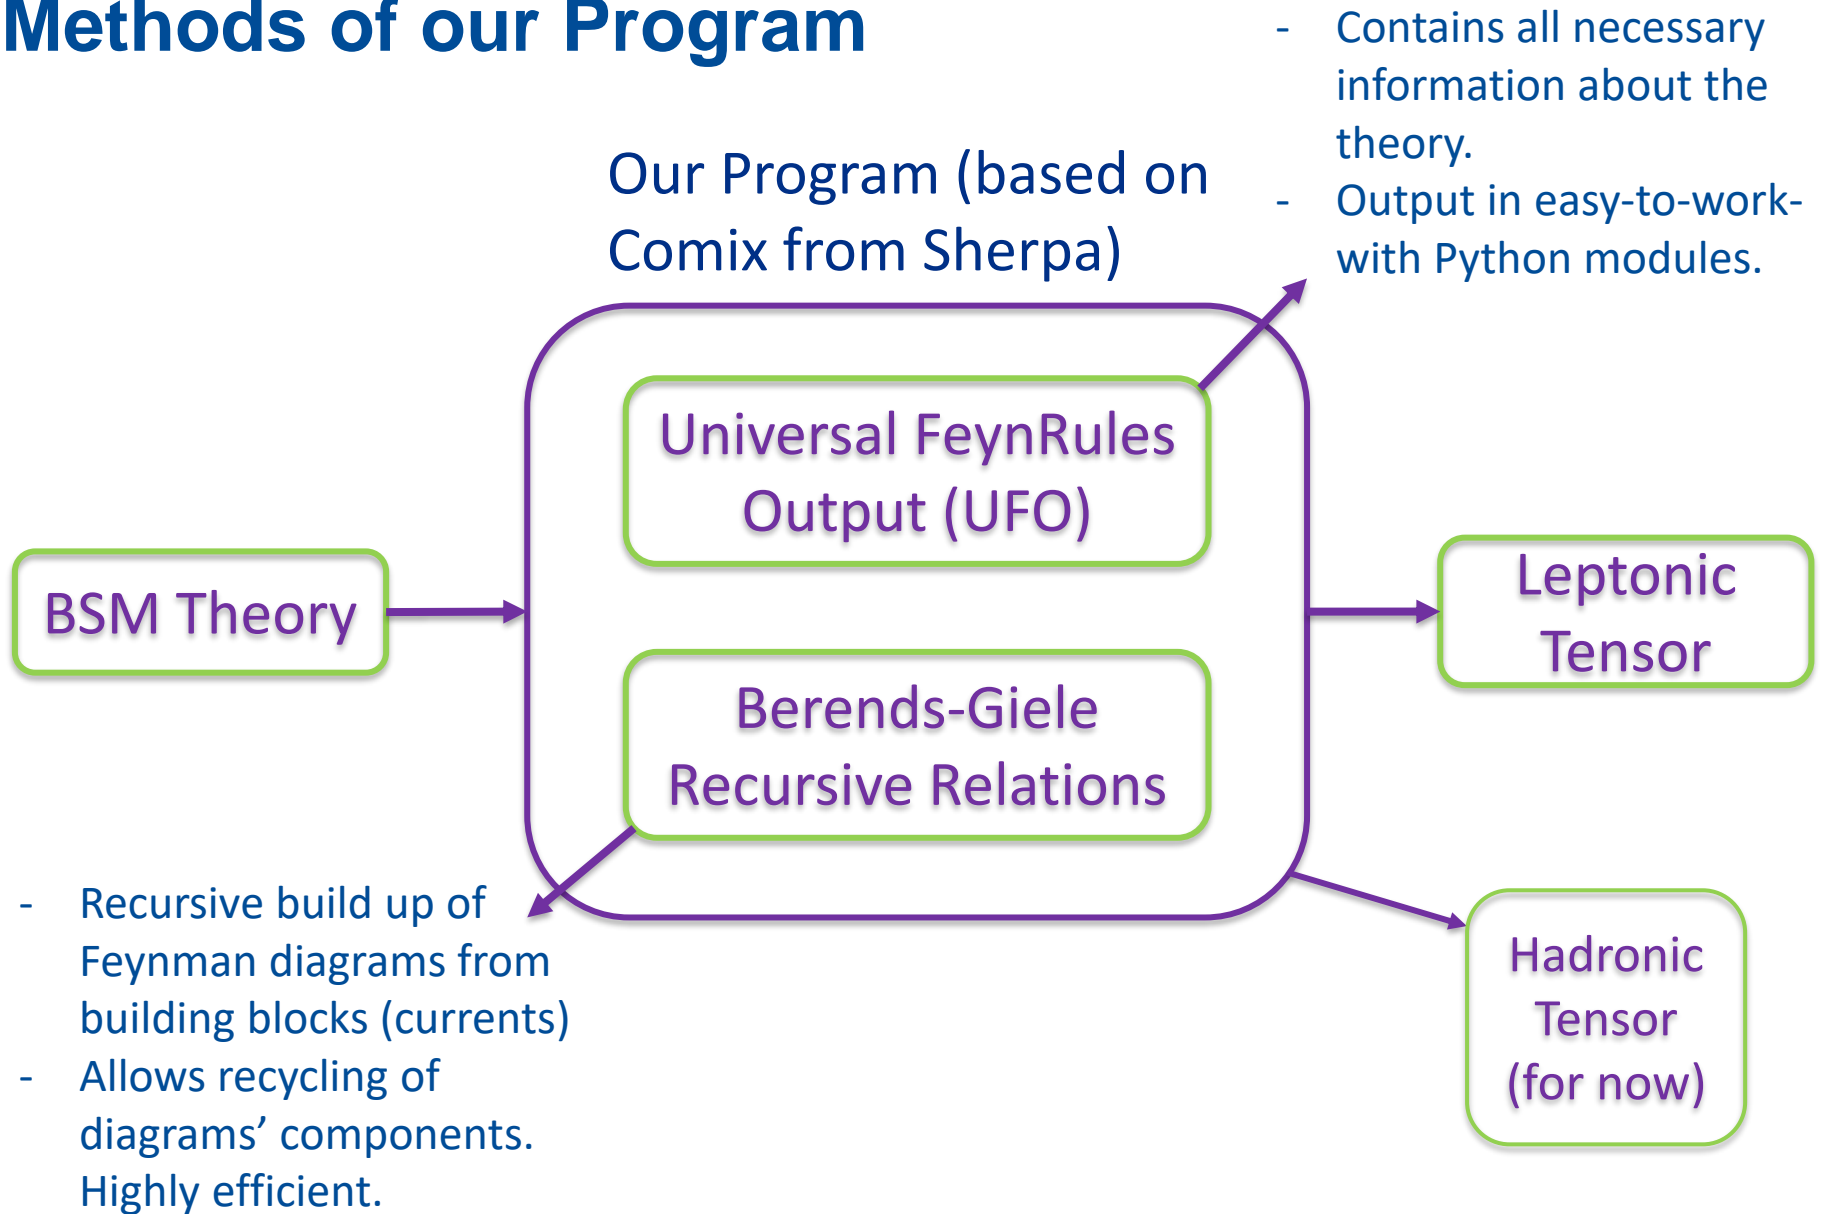 Methods of our Program
- Contains all necessary
information about the
theory.
- Output in easy-to-work-
with Python modules.
Our Program (based on
Comix from Sherpa)
Universal FeynRules
Output (UFO)
BSM Theory
Berends-Giele
Recursive Relations
Leptonic
Tensor
- Recursive build up of
Feynman diagrams from
building blocks (currents)
- Allows recycling of
diagrams’ components.
Highly efficient.
Hadronic
Tensor
(for now)